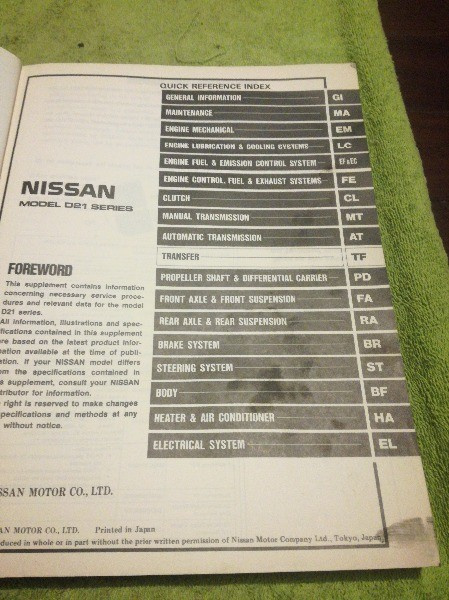 QUICK REFERENCE INDEX
GENERAL INFORMATION GI
MAINTENANCE MA
ENGINE MECHANICAL EM
ENGINE LUBRICATION & COOLING SYSTEMS LC
ENGINE FUEL & EMISSION CONTROL SYSTEM EF & EC
ENGINE CONTROL, FUEL & EXHAUST SYSTEMS FE
CLUTCH CL
MANUAL TRANSMISSION MT
AUTOMATIC TRANSMISSION AT
TRANSFER TF
PROPELLER SHAFT & DIFFERENTIAL CARRIER PD
FRONT AXLE & FRONT SUSPENSION FA
REAR AXLE & REAR SUSPENSION RA
BRAKE SYSTEM BR
STEERING SYSTEM ST
BODY BF
HEATER & AIR CONDITIONER HA
ELECTRICAL SYSTEM EL
NISSAN
MODEL D21 SERIES
FOREWORD
This supplement contains information
concerning necessary service proce-
dures and relevant data for the model
D21 series.
All information, illustrations and spec-
ifications contained in this supplement
are based on the latest product infor-
mation available at the time of publi-
cation. If your NISSAN model differs
from the specifications contained in
this supplement, consult your NISSAN
distributor for information.
right is reserved to make changes
specifications and methods at any
without notice.
NISSAN MOTOR CO., LTD.
NISSAN MOTOR CO., LTD. Printed in Japan
duced in whole or in part without the prior written permission of Nissan Motor Company Ltd., Tokyo, Japan